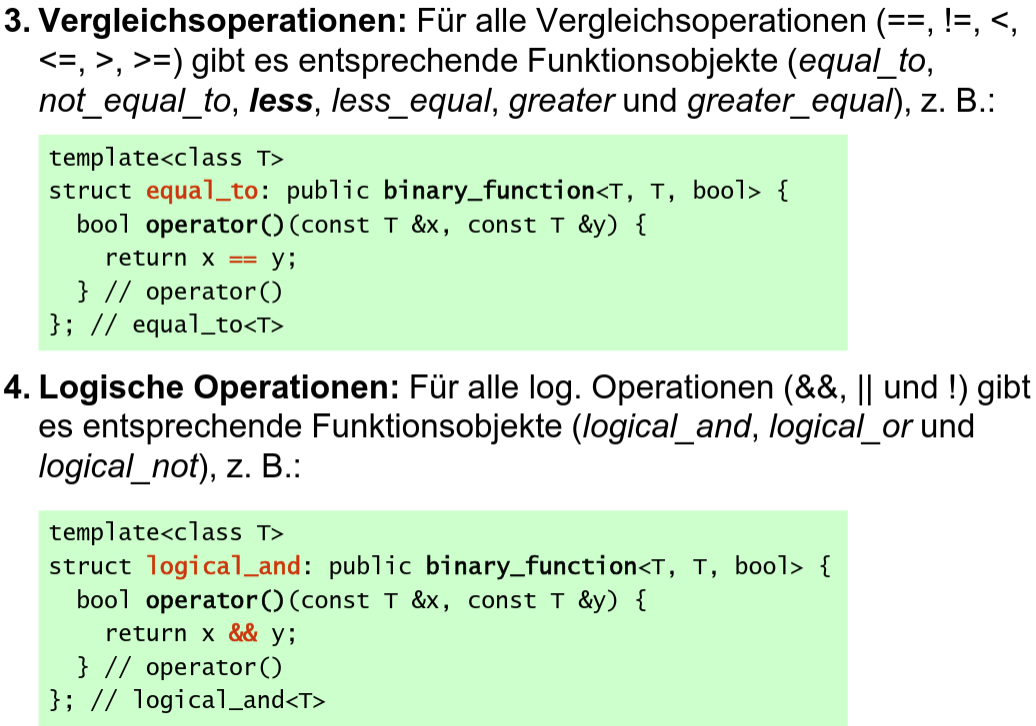 3. Vergleichsoperationen: Für alle Vergleichsoperationen (==, !=, <,
<=, >, >=) gibt es entsprechende Funktionsobjekte (equal_to,
not_equal_to, less, less_equal, greater und greater_equal), z. B.:
template<class T>
struct equal_to: public binary_function<T, T, bool> {
  bool operator()(const T &x, const T &y) {
    return x == y;
  } // operator()
}; // equal_to<T>
4. Logische Operationen: Für alle log. Operationen (&&, || und !) gibt
es entsprechende Funktionsobjekte (logical_and, logical_or und
logical_not), z. B.:
template<class T>
struct logical_and: public binary_function<T, T, bool> {
  bool operator()(const T &x, const T &y) {
    return x && y;
  } // operator()
}; // logical_and<T>